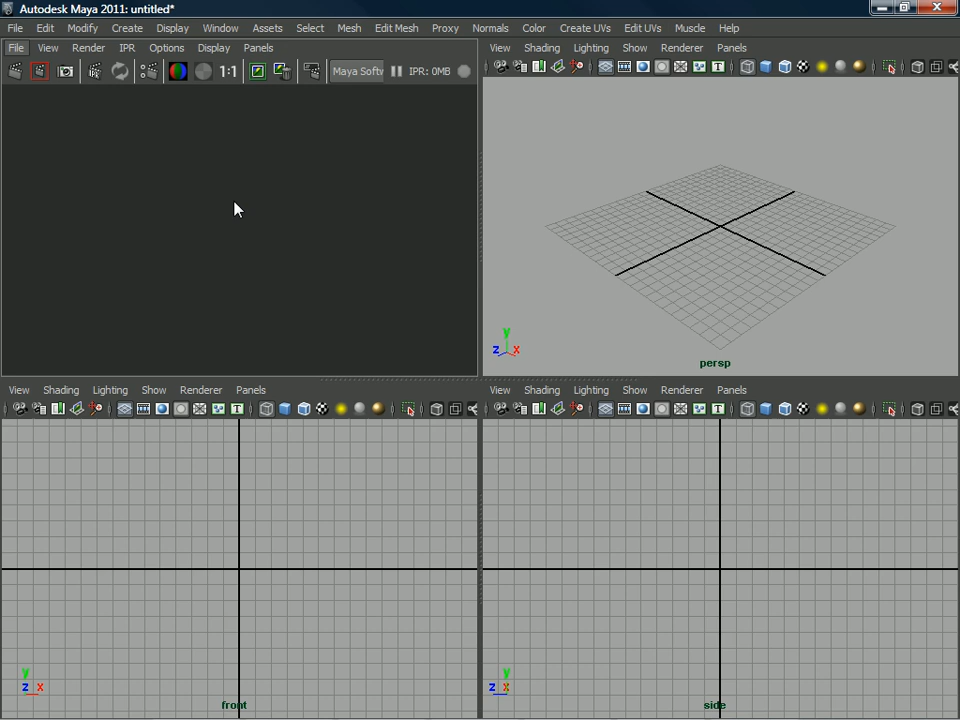 Autodesk Maya 2011: untitled*
File Edit Modify Create Display Window Assets Select Mesh Edit Mesh Proxy Normals Color Create UVs Edit UVs Muscle Help
File View Render IPR Options Display Panels
1:1 Maya Softw IPR: 0MB
View Shading Lighting Show Renderer Panels
T
y
z x
persp
View Shading Lighting Show Renderer Panels
T
y
z x
front
View Shading Lighting Show Renderer Panels
T
y
z x
side